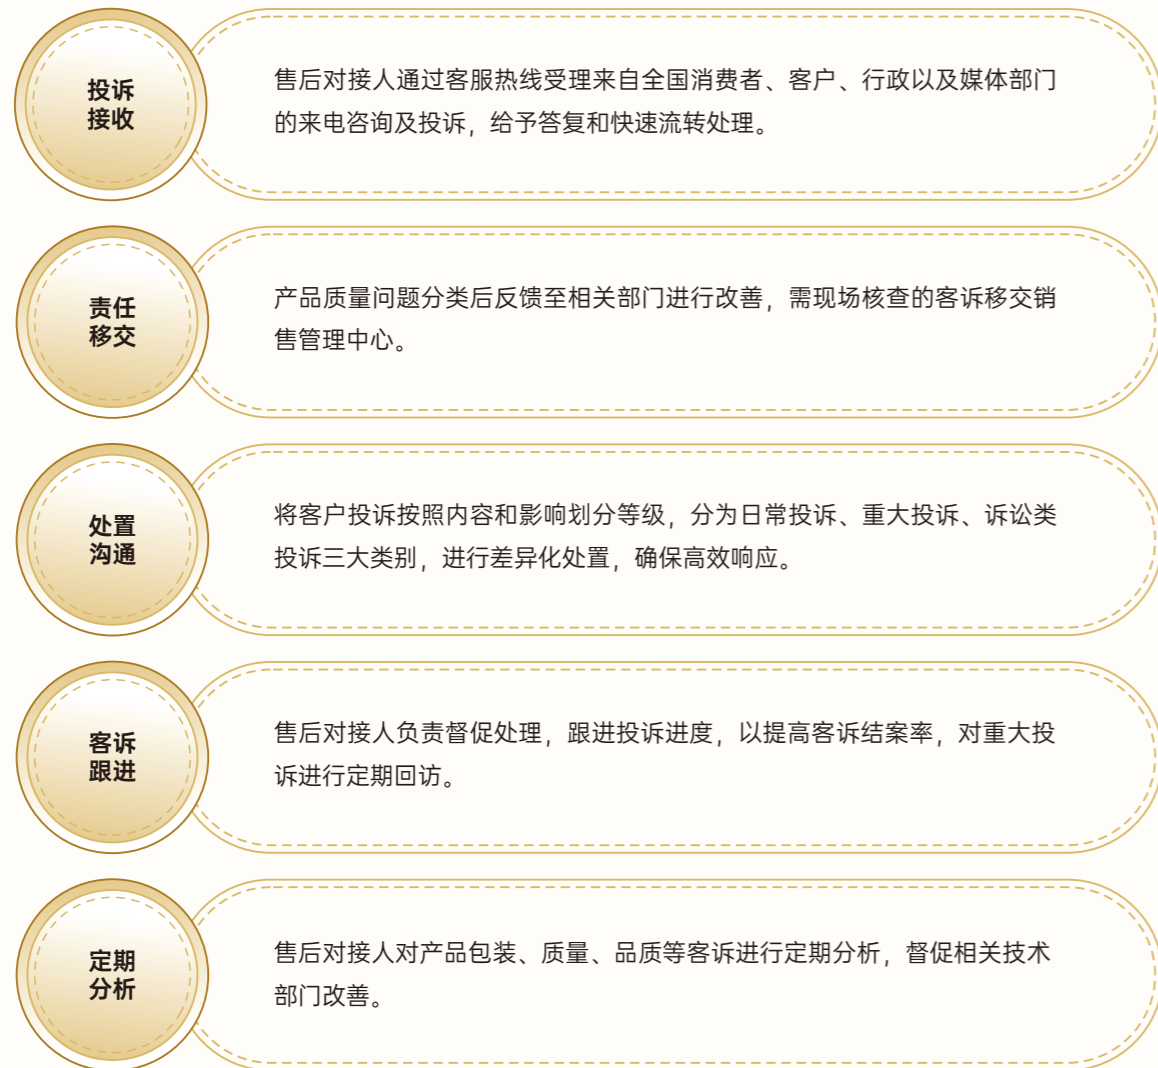 投诉
接收
售后对接人通过客服热线受理来自全国消费者、客户、行政以及媒体部门
的来电咨询及投诉，给予答复和快速流转处理。
责任
移交
产品质量问题分类后反馈至相关部门进行改善，需现场核查的客诉移交销
售管理中心。
处置
沟通
将客户投诉按照内容和影响划分等级，分为日常投诉、重大投诉、诉讼类
投诉三大类别，进行差异化处置，确保高效响应。
客诉
跟进
售后对接人负责督促处理，跟进投诉进度，以提高客诉结案率，对重大投
诉进行定期回访。
定期
分析
售后对接人对产品包装、质量、品质等客诉进行定期分析，督促相关技术
部门改善。